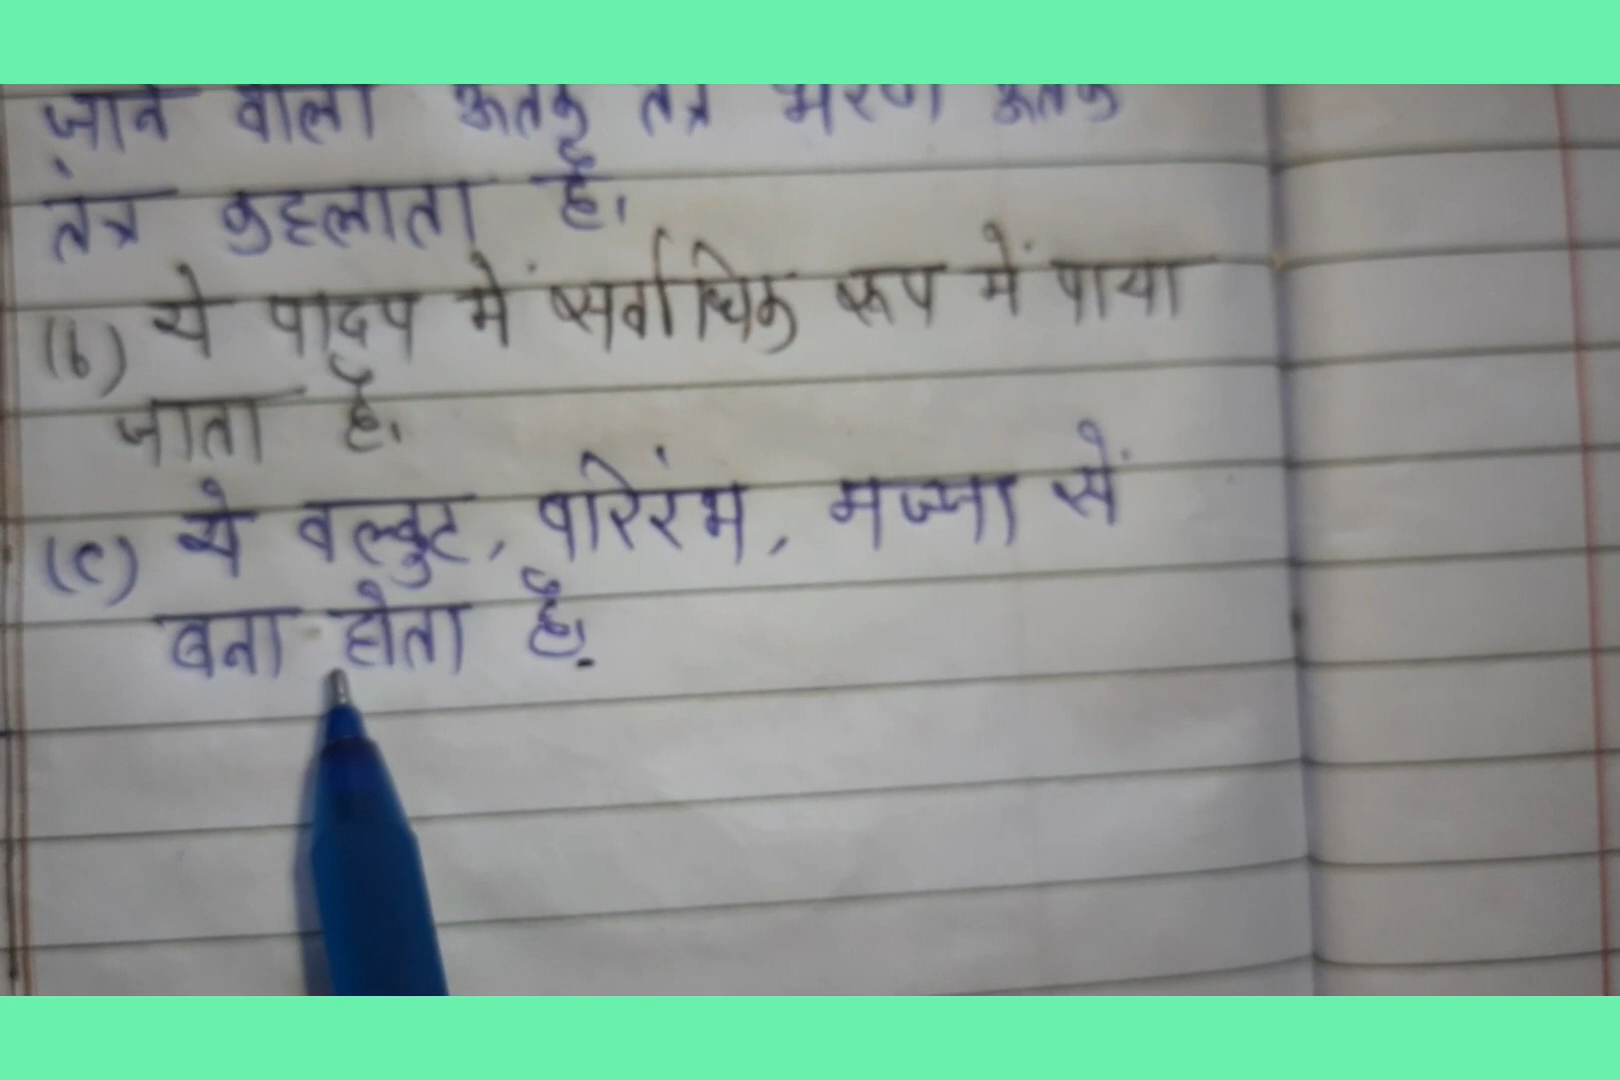 जाने वाला ऊतक तंत्र भरण ऊतक
तंत्र कहलाता है।
(b) ये पादप में सर्वाधिक रूप में पाया
जाता है।
(c) ये वल्कुट, परिरंभ, मज्जा से
बना होता है।